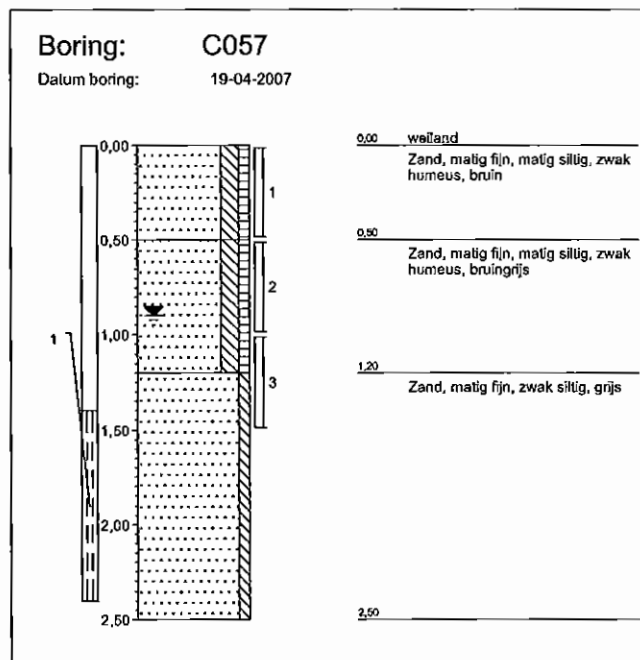 Boring: C057
Datum boring: 19-04-2007
0,00
0,50
1,00
1,50
2,00
2,50
1
1
2
3
0,00 weiland
Zand, matig fijn, matig siltig, zwak
humeus, bruin
0,50
Zand, matig fijn, matig siltig, zwak
humeus, bruingrijs
1,20
Zand, matig fijn, zwak siltig, grijs
2,50